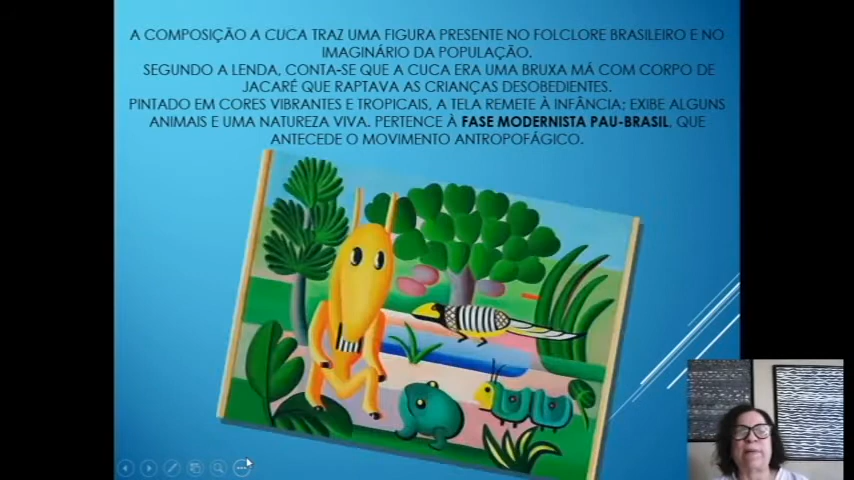 A COMPOSIÇÃO A CUCA TRAZ UMA FIGURA PRESENTE NO FOLCLORE BRASILEIRO E NO
IMAGINÁRIO DA POPULAÇÃO.
SEGUNDO A LENDA, CONTA-SE QUE A CUCA ERA UMA BRUXA MÁ COM CORPO DE
JACARÉ QUE RAPTAVA AS CRIANÇAS DESOBEDIENTES.
PINTADO EM CORES VIBRANTES E TROPICAIS, A TELA REMETE À INFÂNCIA; EXIBE ALGUNS
ANIMAIS E UMA NATUREZA VIVA. PERTENCE À FASE MODERNISTA PAU-BRASIL, QUE
ANTECEDE O MOVIMENTO ANTROPOFÁGICO.